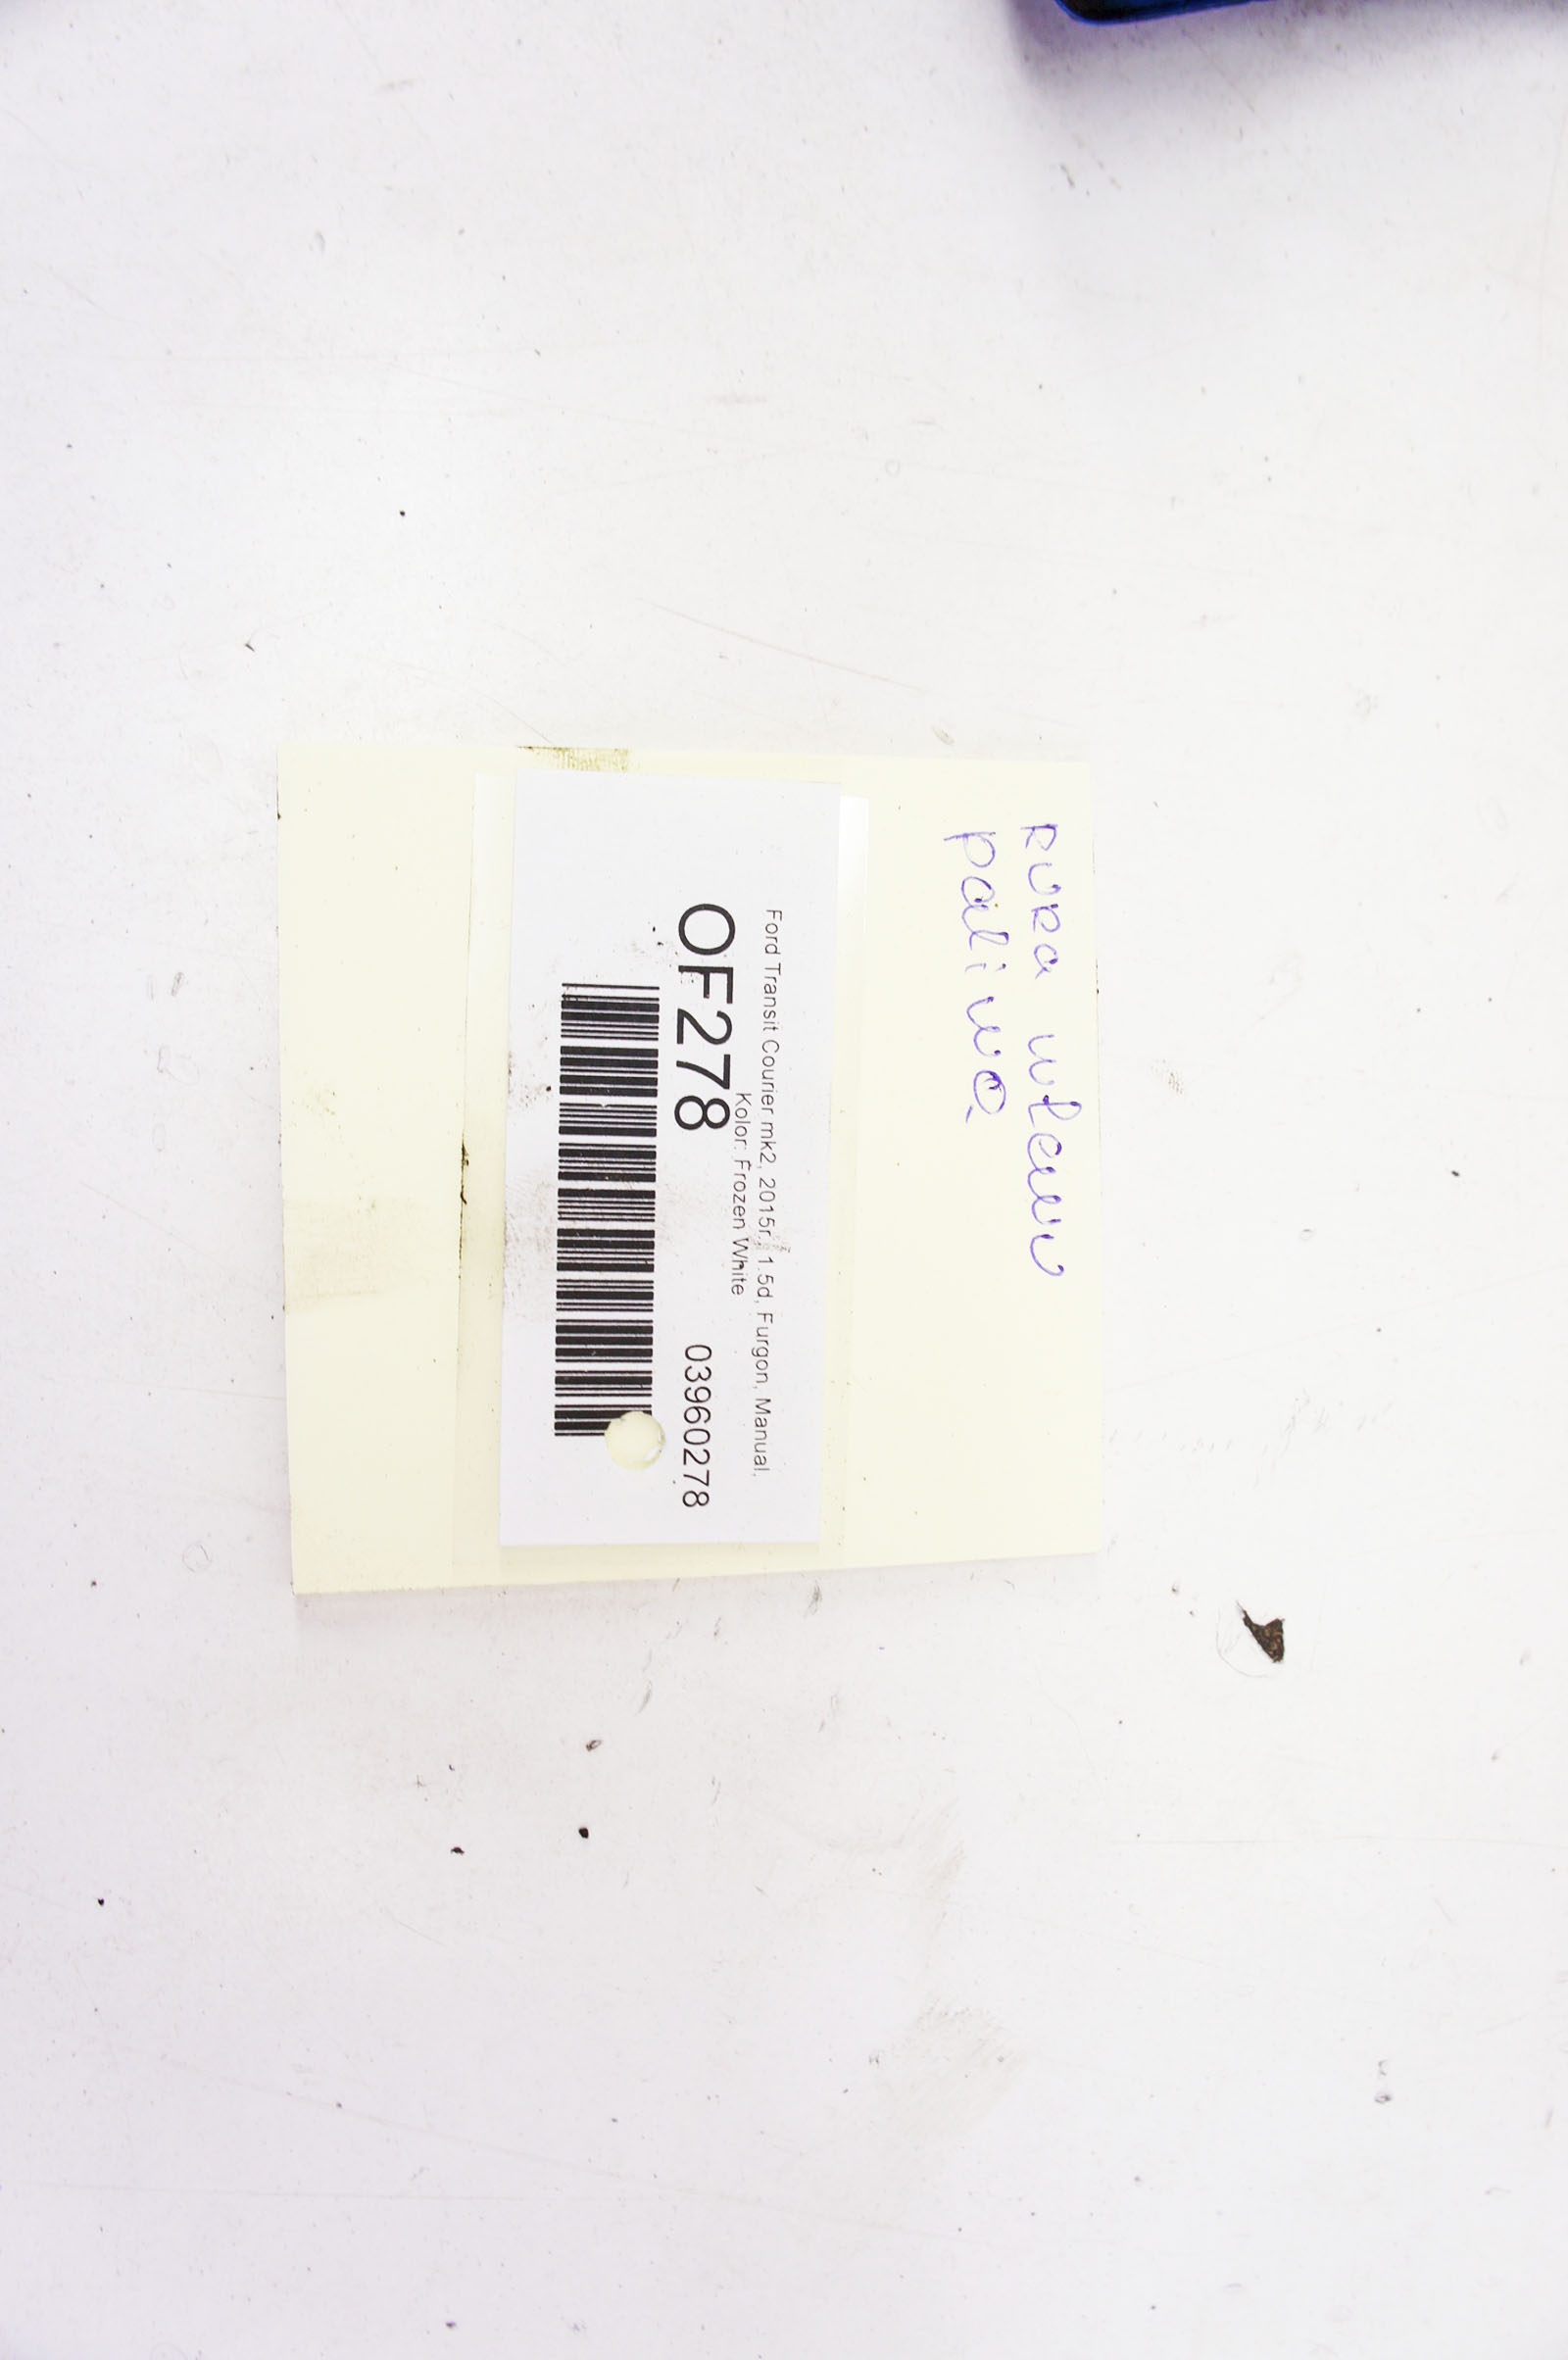 RURA wlewu
paliwa
Ford Transit Courier mk2, 2015r., 1.5d, Furgon, Manual,
Kolor: Frozen White
OF278 03960278